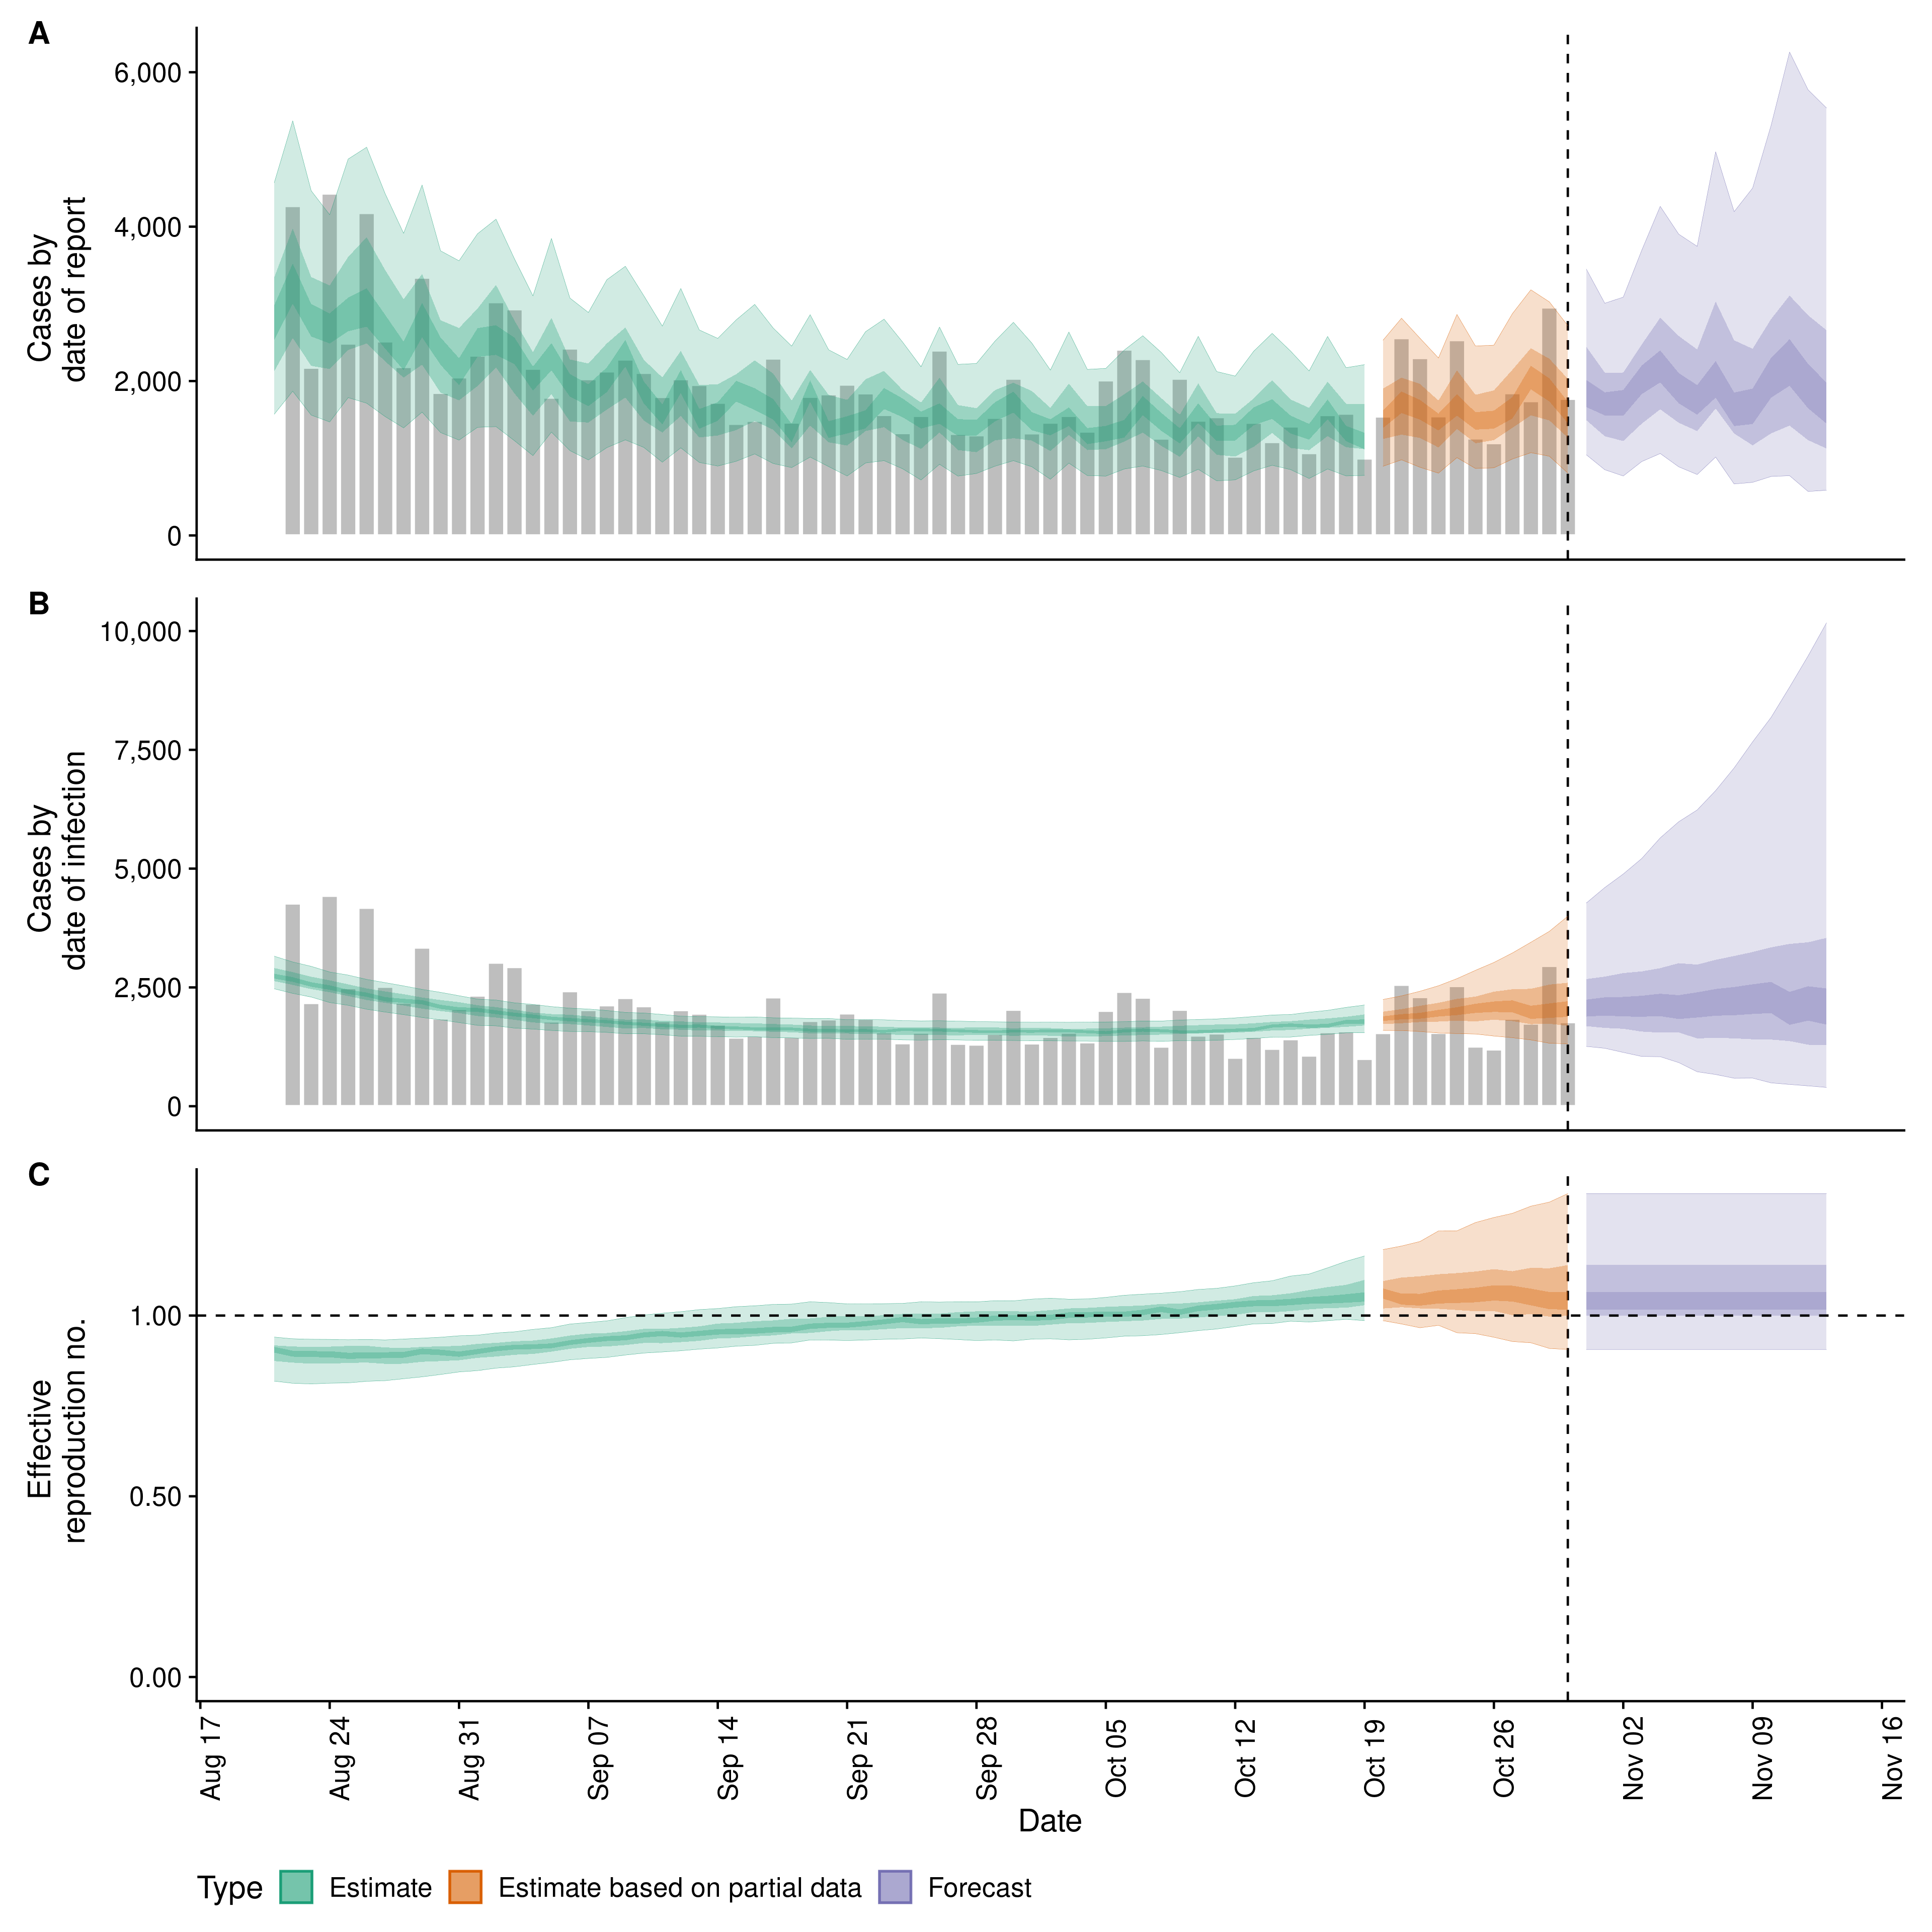 A
6,000
4,000
2,000
0
Cases by
date of report
B
10,000
7,500
5,000
2,500
0
Cases by
date of infection
C
1.00
0.50
0.00
Effective
reproduction no.
Aug 17
Aug 24
Aug 31
Sep 07
Sep 14
Sep 21
Sep 28
Oct 05
Oct 12
Oct 19
Oct 26
Nov 02
Nov 09
Nov 16
Date
Type Estimate Estimate based on partial data Forecast